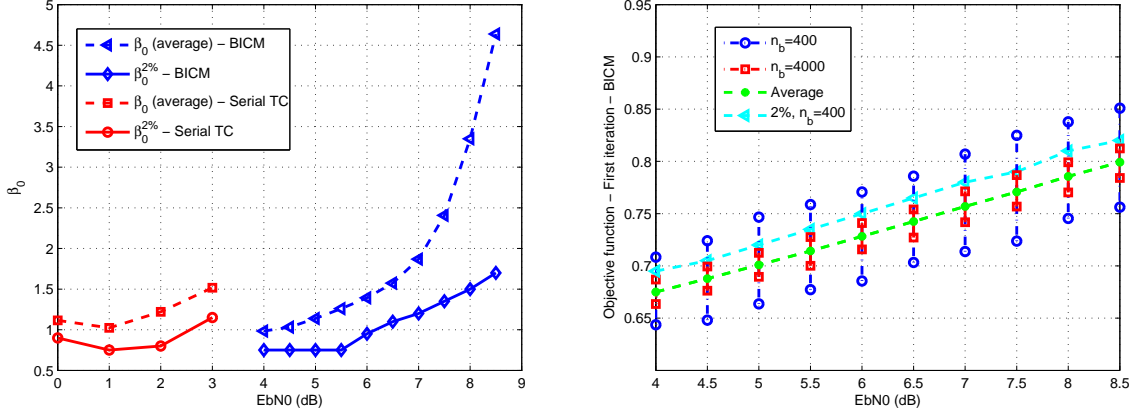 5
4.5
4
3.5
3
2.5
2
1.5
1
0.5
β0
β0 (average) – BICM
β0^2% – BICM
β0 (average) – Serial TC
β0^2% – Serial TC
0 1 2 3 4 5 6 7 8 9
EbN0 (dB)
0.95
0.9
0.85
0.8
0.75
0.7
0.65
Objective function – First iteration – BICM
nb=400
nb=4000
Average
2%, nb=400
4 4.5 5 5.5 6 6.5 7 7.5 8 8.5
EbN0 (dB)